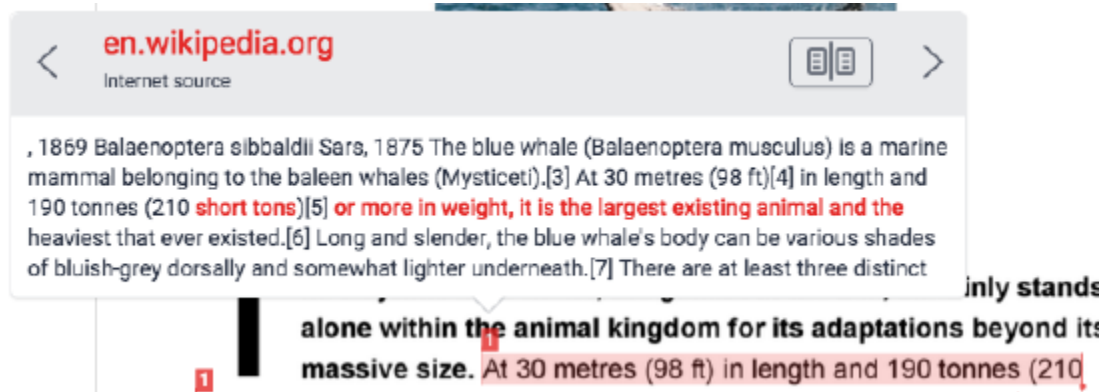 en.wikipedia.org
Internet source
, 1869 Balaenoptera sibbaldii Sars, 1875 The blue whale (Balaenoptera musculus) is a marine
mammal belonging to the baleen whales (Mysticeti).[3] At 30 metres (98 ft)[4] in length and
190 tonnes (210 short tons)[5] or more in weight, it is the largest existing animal and the
heaviest that ever existed.[6] Long and slender, the blue whale's body can be various shades
of bluish-grey dorsally and somewhat lighter underneath.[7] There are at least three distinct
inly stands
alone within the animal kingdom for its adaptations beyond its
1
massive size. At 30 metres (98 ft) in length and 190 tonnes (210
1